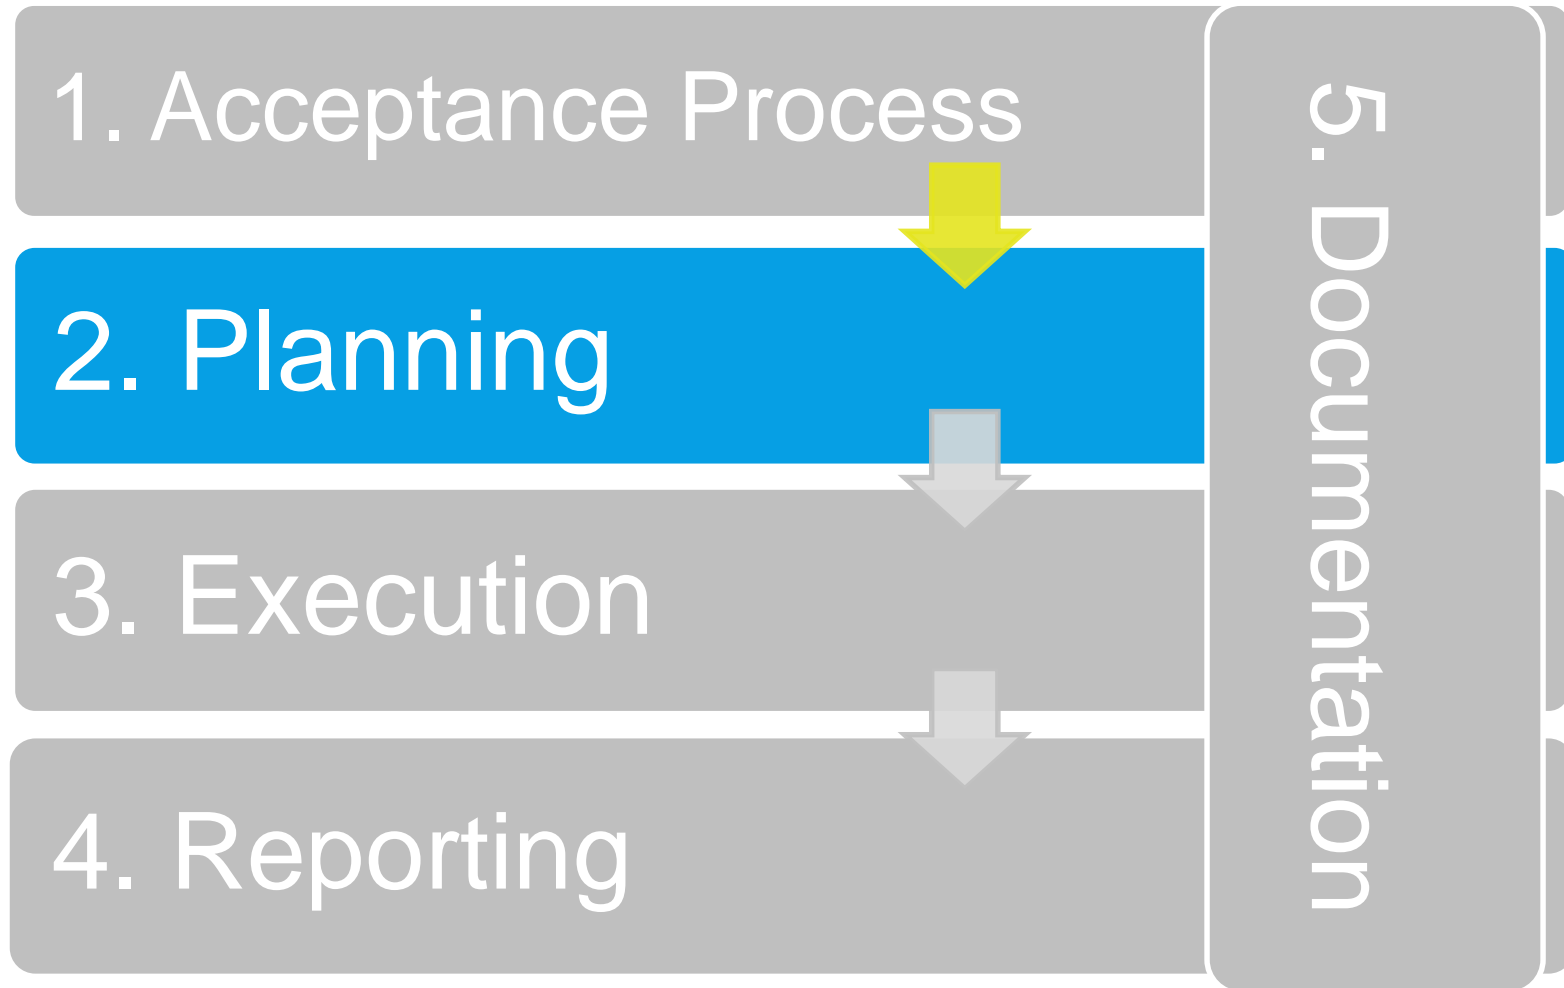 1. Acceptance Process
2. Planning
3. Execution
4. Reporting
5. Documentation